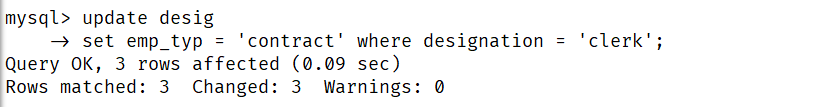 mysql> update desig
    → set emp_typ = 'contract' where designation = 'clerk';
Query OK, 3 rows affected (0.09 sec)
Rows matched: 3  Changed: 3  Warnings: 0